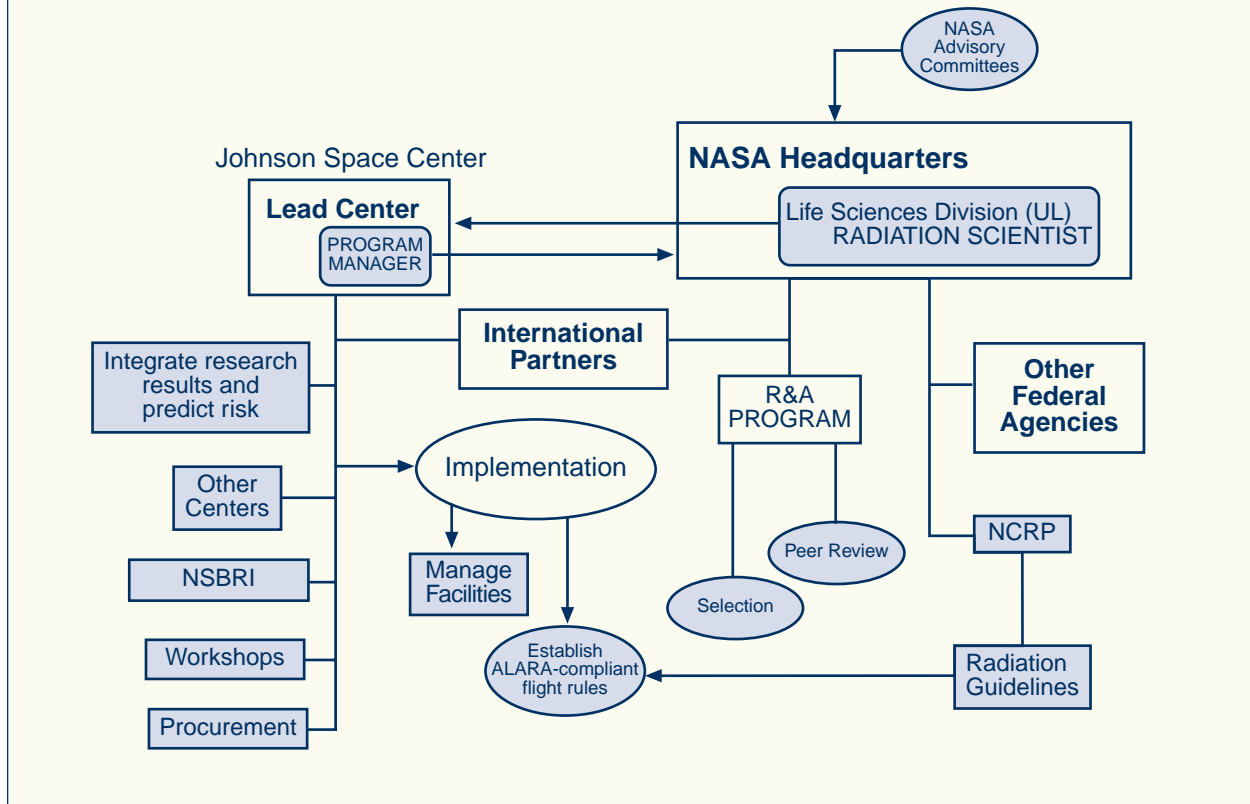 NASA
Advisory
Committees
Johnson Space Center
NASA Headquarters
Lead Center
Life Sciences Division (UL)
RADIATION SCIENTIST
PROGRAM
MANAGER
International
Partners
Integrate research
results and
predict risk
Other
Federal
Agencies
R&A
PROGRAM
Implementation
Other
Centers
NCRP
Peer Review
Manage
Facilities
NSBRI
Selection
Workshops
Establish
ALARA-compliant
flight rules
Radiation
Guidelines
Procurement